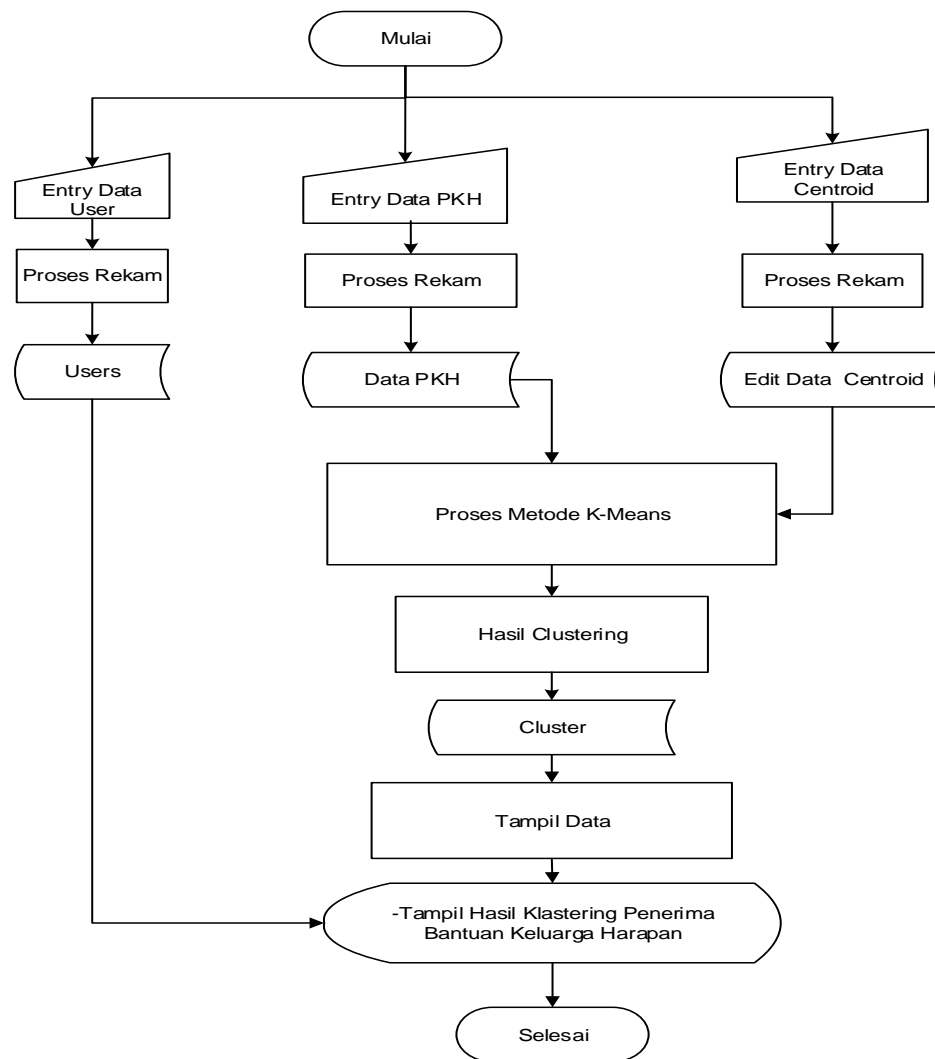 Mulai
Entry Data
User
Entry Data PKH
Entry Data
Centroid
Proses Rekam
Proses Rekam
Proses Rekam
Users
Data PKH
Edit Data Centroid
Proses Metode K-Means
Hasil Clustering
Cluster
Tampil Data
-Tampil Hasil Klastering Penerima
Bantuan Keluarga Harapan
Selesai